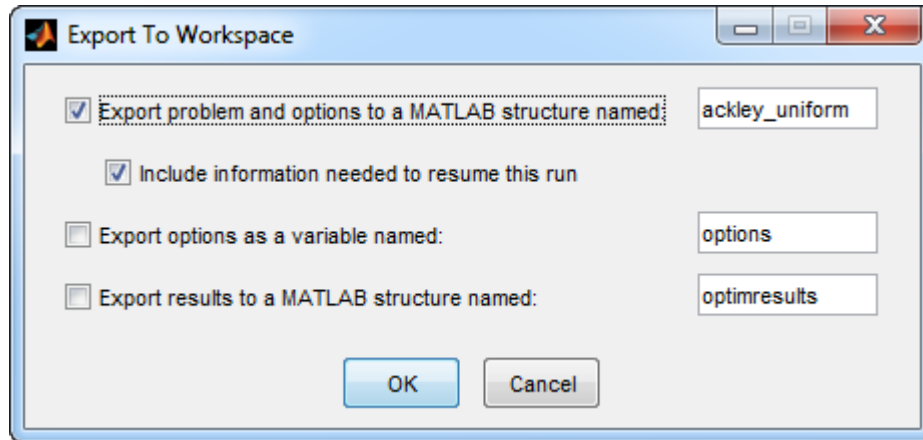 Export To Workspace
Export problem and options to a MATLAB structure named: ackley_uniform
Include information needed to resume this run
Export options as a variable named: options
Export results to a MATLAB structure named: optimresults
OK Cancel